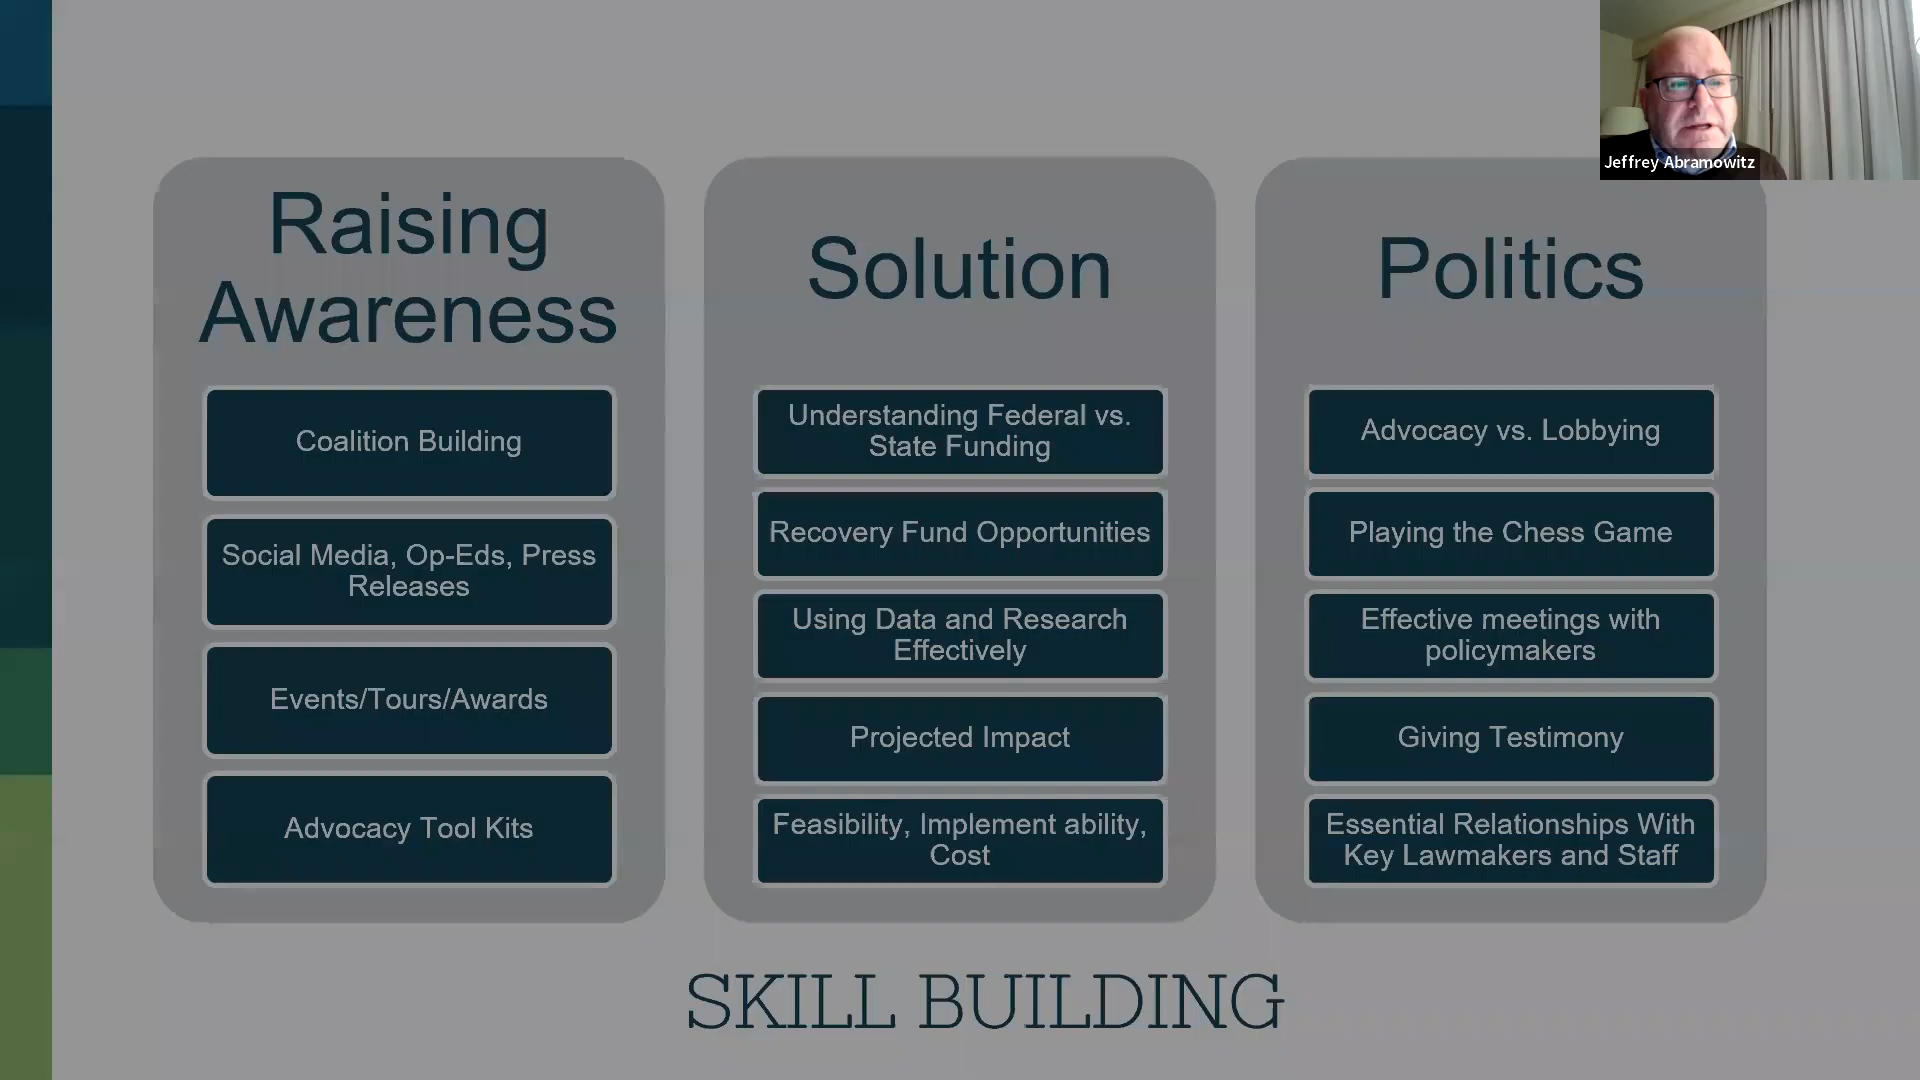 Jeffrey Abramowitz
Raising
Awareness
Coalition Building
Social Media, Op-Eds, Press
Releases
Events/Tours/Awards
Advocacy Tool Kits
Solution
Understanding Federal vs.
State Funding
Recovery Fund Opportunities
Using Data and Research
Effectively
Projected Impact
Feasibility, Implement ability,
Cost
Politics
Advocacy vs. Lobbying
Playing the Chess Game
Effective meetings with
policymakers
Giving Testimony
Essential Relationships With
Key Lawmakers and Staff
SKILL BUILDING